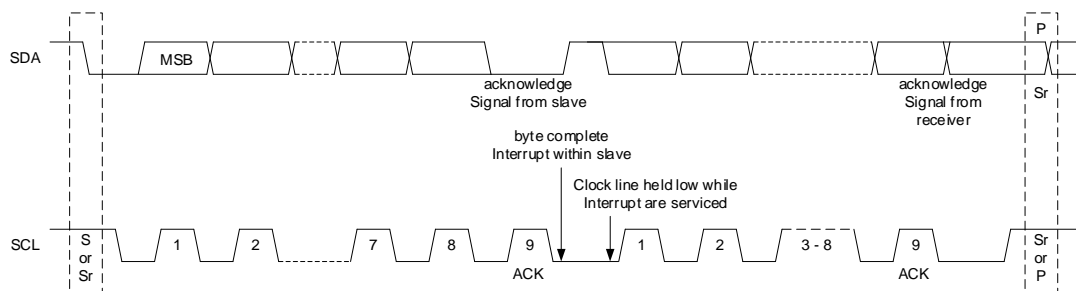 P
SDA
MSB
acknowledge
Signal from slave
acknowledge
Signal from
receiver
Sr
byte complete
Interrupt within slave
Clock line held low while
Interrupt are serviced
SCL
S
or
Sr
1
2
7
8
9
1
2
3 - 8
9
Sr
or
P
ACK
ACK